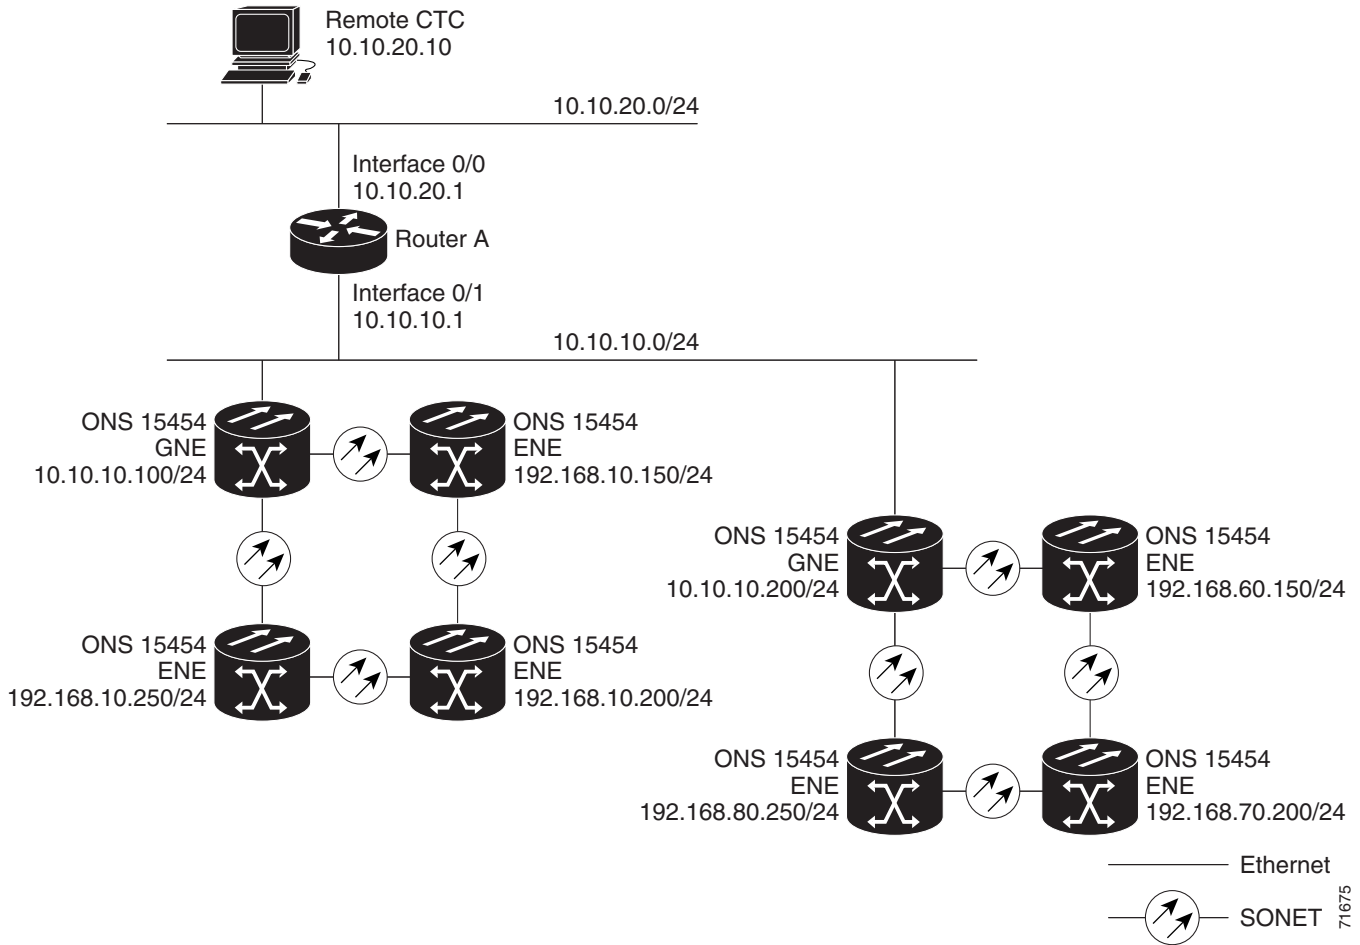 Remote CTC
10.10.20.10
10.10.20.0/24
Interface 0/0
10.10.20.1
Router A
Interface 0/1
10.10.10.1
10.10.10.0/24
ONS 15454
GNE
10.10.10.100/24
ONS 15454
ENE
192.168.10.150/24
ONS 15454
GNE
10.10.10.200/24
ONS 15454
ENE
192.168.60.150/24
ONS 15454
ENE
192.168.10.250/24
ONS 15454
ENE
192.168.10.200/24
ONS 15454
ENE
192.168.80.250/24
ONS 15454
ENE
192.168.70.200/24
Ethernet
SONET
71675